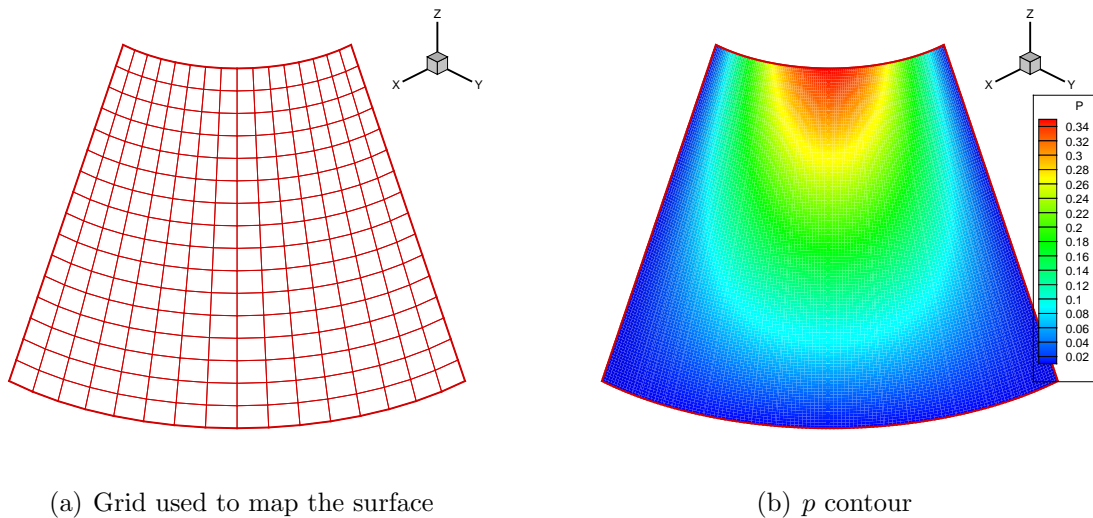 Z
X
Y
Z
X
Y
P
0.34
0.32
0.3
0.28
0.26
0.24
0.22
0.2
0.18
0.16
0.14
0.12
0.1
0.08
0.06
0.04
0.02
(a) Grid used to map the surface
(b) p contour